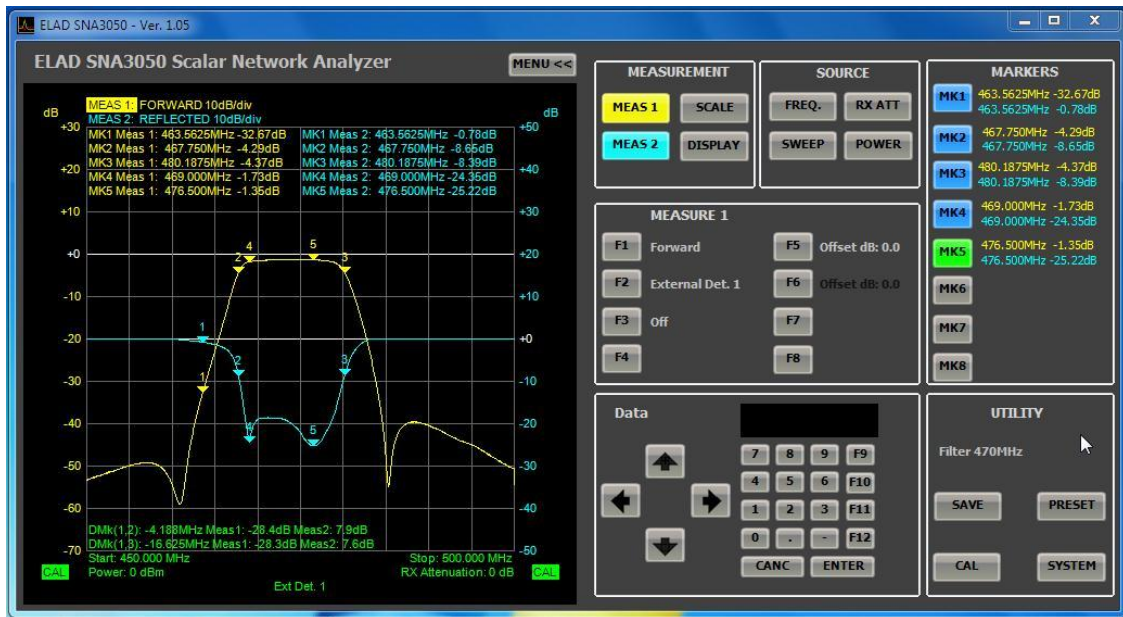 ELAD SNA3050 - Ver. 1.05
ELAD SNA3050 Scalar Network Analyzer
MENU <<
dB
MEAS 1: FORWARD 10dB/div
MEAS 2: REFLECTED 10dB/div
dB
MK1 Meas 1: 463.5625MHz -32.67dB MK1 Meas 2: 463.5625MHz -0.78dB
MK2 Meas 1: 467.750MHz -4.29dB MK2 Meas 2: 467.750MHz -8.65dB
MK3 Meas 1: 480.1875MHz -4.37dB MK3 Meas 2: 480.1875MHz -8.39dB
MK4 Meas 1: 469.000MHz -1.73dB MK4 Meas 2: 469.000MHz -24.35dB
MK5 Meas 1: 476.500MHz -1.35dB MK5 Meas 2: 476.500MHz -25.22dB
+30 +50
+20 +40
+10 +30
+0 +20
-10 +10
-20 +0
-30 -10
-40 -20
-50 -30
-60 -40
-70 -50
4 5
2 3
1
2 3
1
4 5
DMk(1,2): -4.188MHz Meas1: -28.4dB Meas2: 7.9dB
DMk(1,3): -16.625MHz Meas1: -28.3dB Meas2: 7.6dB
Start: 450.000 MHz Stop: 500.000 MHz
CAL Power: 0 dBm RX Attenuation: 0 dB CAL
Ext Det. 1
MEASUREMENT
MEAS 1 SCALE
MEAS 2 DISPLAY
SOURCE
FREQ. RX ATT
SWEEP POWER
MARKERS
MK1 463.5625MHz -32.67dB
463.5625MHz -0.78dB
MK2 467.750MHz -4.29dB
467.750MHz -8.65dB
MK3 480.1875MHz -4.37dB
480.1875MHz -8.39dB
MK4 469.000MHz -1.73dB
469.000MHz -24.35dB
MK5 476.500MHz -1.35dB
476.500MHz -25.22dB
MK6
MK7
MK8
MEASURE 1
F1 Forward F5 Offset dB: 0.0
F2 External Det. 1 F6 Offset dB: 0.0
F3 Off F7
F4 F8
Data
7 8 9 F9
4 5 6 F10
1 2 3 F11
0 . - F12
CANC ENTER
UTILITY
Filter 470MHz
SAVE PRESET
CAL SYSTEM